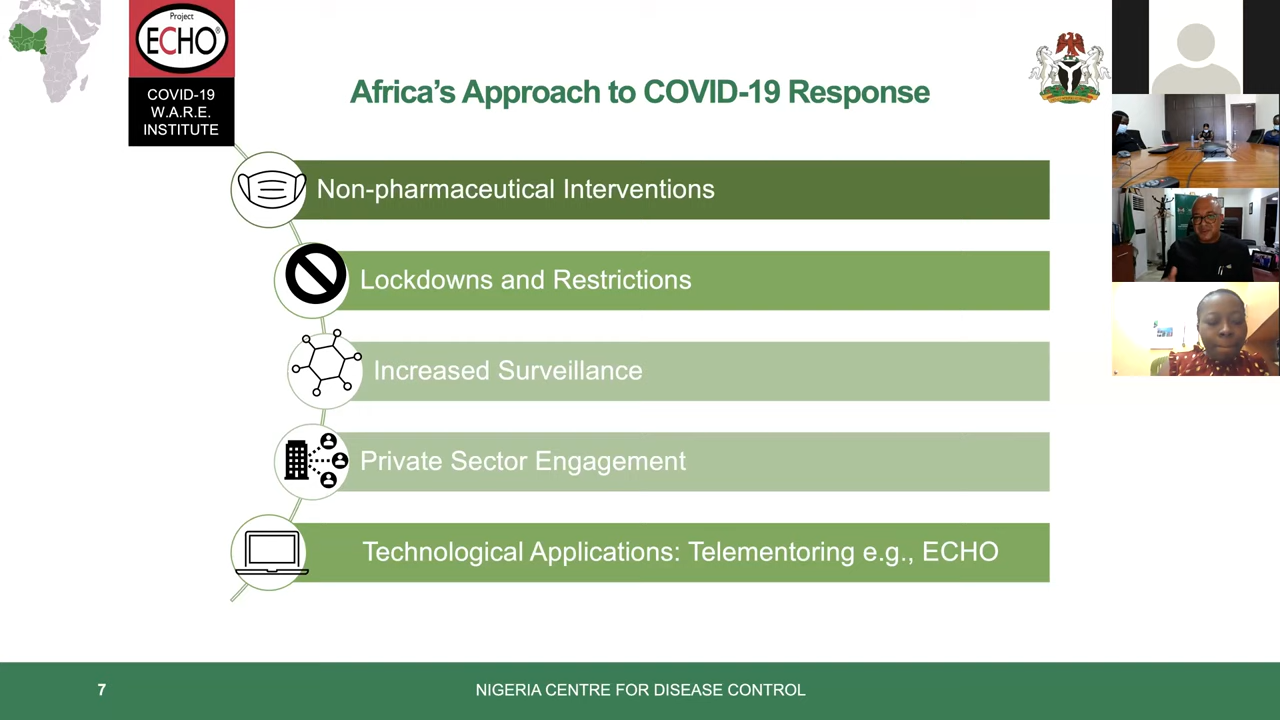 Project
ECHO®
COVID-19
W.A.R.E.
INSTITUTE
Africa’s Approach to COVID-19 Response
Non-pharmaceutical Interventions
Lockdowns and Restrictions
Increased Surveillance
Private Sector Engagement
Technological Applications: Telementoring e.g., ECHO
7
NIGERIA CENTRE FOR DISEASE CONTROL